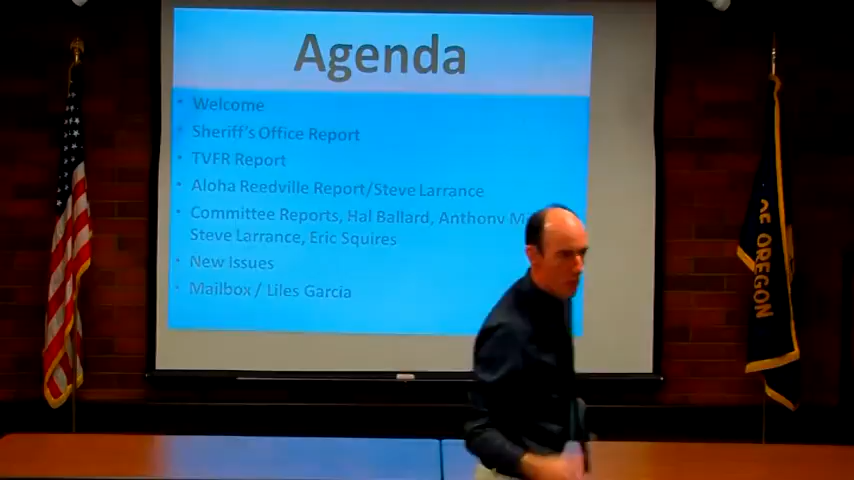 Agenda
• Welcome
• Sheriff's Office Report
• TVFR Report
• Aloha Reedville Report/Steve Larrance
• Committee Reports, Hal Ballard, Anthony
Steve Larrance, Eric Squires
• New Issues
• Mailbox/ Liles Garcia
OF OREGON